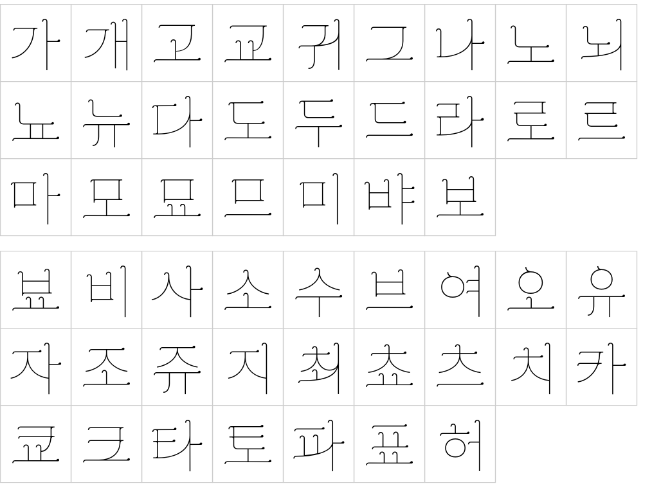 가 개 고 교 귀 그 나 노 뇌
뇨 뉴 다 도 두 드 라 로 르
마 모 묘 므 미 뱌 보
뵤 비 사 소 수 브 여 오 유
자 조 쥬 지 최 쵸 츠 치 카
쿄 크 타 토 파 표 허